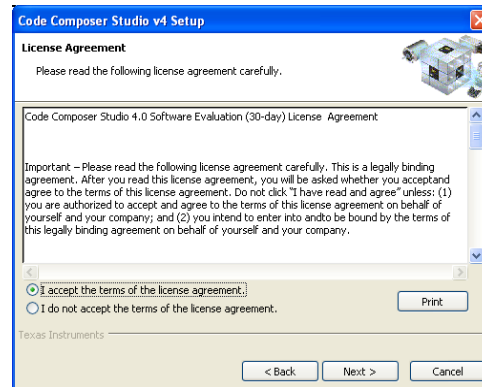 Code Composer Studio v4 Setup
License Agreement
Please read the following license agreement carefully.
Code Composer Studio 4.0 Software Evaluation (30-day) License  Agreement
Important – Please read the following license agreement carefully. This is a legally binding
agreement. After you read this license agreement, you will be asked whether you acceptand
agree to the terms of this license agreement. Do not click "I have read and agree" unless: (1)
you are authorized to accept and agree to the terms of this license agreement on behalf of
yourself and your company; and (2) you intend to enter into andto be bound by the terms of
this legally binding agreement on behalf of yourself and your company.
I accept the terms of the license agreement.
I do not accept the terms of the license agreement.
Print
Texas Instruments
< Back
Next >
Cancel